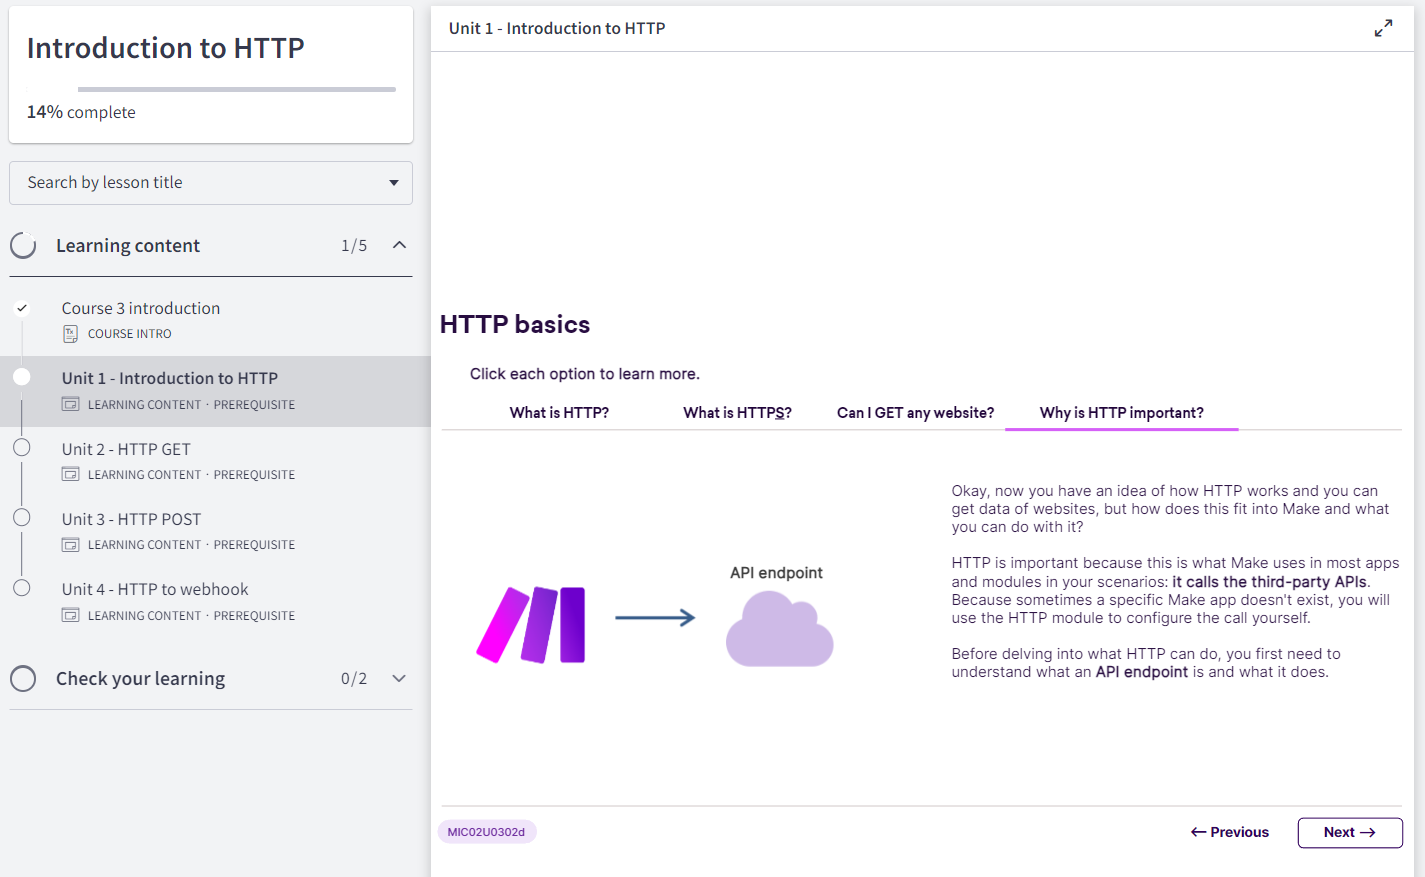 Introduction to HTTP
14% complete
Search by lesson title
Learning content 1/5
Course 3 introduction
COURSE INTRO
Unit 1 - Introduction to HTTP
LEARNING CONTENT · PREREQUISITE
Unit 2 - HTTP GET
LEARNING CONTENT · PREREQUISITE
Unit 3 - HTTP POST
LEARNING CONTENT · PREREQUISITE
Unit 4 - HTTP to webhook
LEARNING CONTENT · PREREQUISITE
Check your learning 0/2
Unit 1 - Introduction to HTTP
HTTP basics
Click each option to learn more.
What is HTTP? What is HTTPS? Can I GET any website? Why is HTTP important?
API endpoint
Okay, now you have an idea of how HTTP works and you can
get data of websites, but how does this fit into Make and what
you can do with it?
HTTP is important because this is what Make uses in most apps
and modules in your scenarios: it calls the third-party APIs.
Because sometimes a specific Make app doesn't exist, you will
use the HTTP module to configure the call yourself.
Before delving into what HTTP can do, you first need to
understand what an API endpoint is and what it does.
MIC02U0302d
← Previous Next →